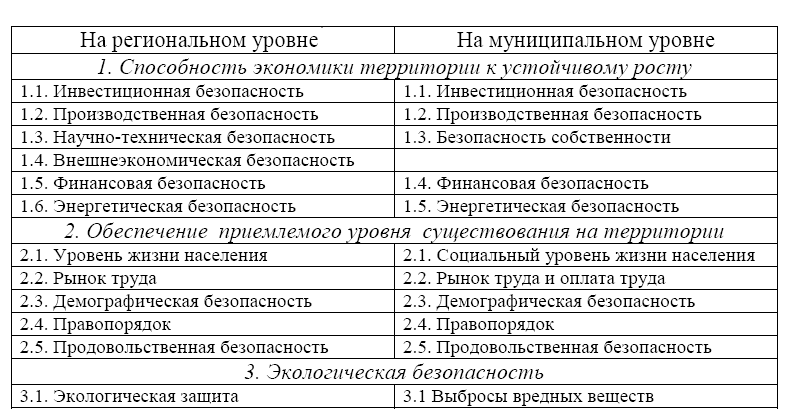 На региональном уровне На муниципальном уровне
1. Способность экономики территории к устойчивому росту
1.1. Инвестиционная безопасность 1.1. Инвестиционная безопасность
1.2. Производственная безопасность 1.2. Производственная безопасность
1.3. Научно-техническая безопасность 1.3. Безопасность собственности
1.4. Внешнеэкономическая безопасность
1.5. Финансовая безопасность 1.4. Финансовая безопасность
1.6. Энергетическая безопасность 1.5. Энергетическая безопасность
2. Обеспечение приемлемого уровня существования на территории
2.1. Уровень жизни населения 2.1. Социальный уровень жизни населения
2.2. Рынок труда 2.2. Рынок труда и оплата труда
2.3. Демографическая безопасность 2.3. Демографическая безопасность
2.4. Правопорядок 2.4. Правопорядок
2.5. Продовольственная безопасность 2.5. Продовольственная безопасность
3. Экологическая безопасность
3.1. Экологическая защита 3.1 Выбросы вредных веществ